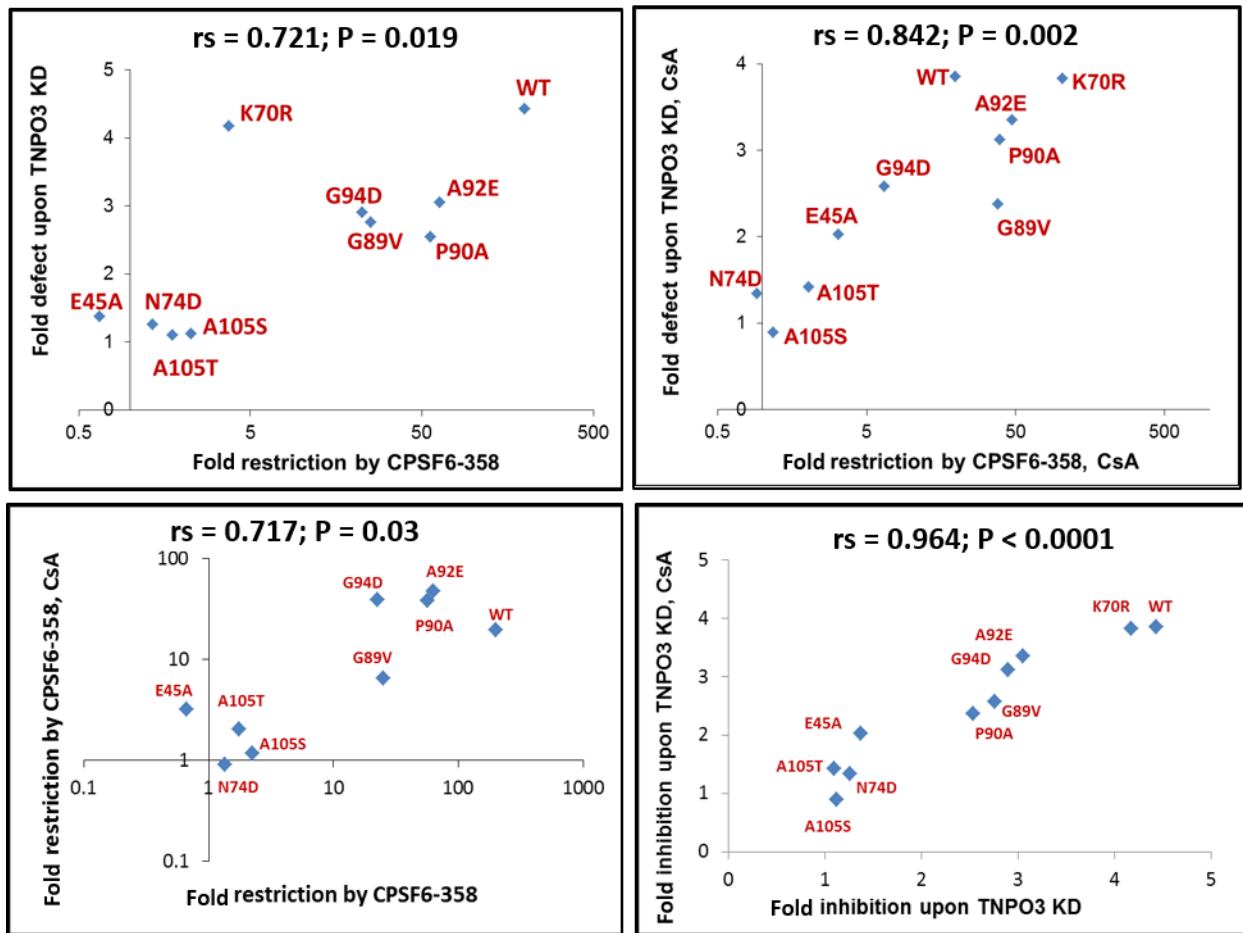 rs = 0.721; P = 0.019
Fold defect upon TNPO3 KD
5
4
3
2
1
0
WT
K70R
G94D
A92E
G89V
P90A
E45A
N74D
A105S
A105T
0.5
5
50
500
Fold restriction by CPSF6-358
rs = 0.842; P = 0.002
Fold defect upon TNPO3 KD, CsA
4
3
2
1
0
WT
K70R
A92E
P90A
G94D
G89V
E45A
N74D
A105T
A105S
0.5
5
50
500
Fold restriction by CPSF6-358, CsA
rs = 0.717; P = 0.03
Fold restriction by CPSF6-358, CsA
100
10
1
0.1
G94D
A92E
P90A
WT
G89V
E45A
A105T
A105S
N74D
0.1
1
10
100
1000
Fold restriction by CPSF6-358
rs = 0.964; P < 0.0001
Fold inhibition upon TNPO3 KD, CsA
5
4
3
2
1
0
K70R
WT
A92E
G94D
G89V
P90A
E45A
A105T
N74D
A105S
0
1
2
3
4
5
Fold inhibition upon TNPO3 KD